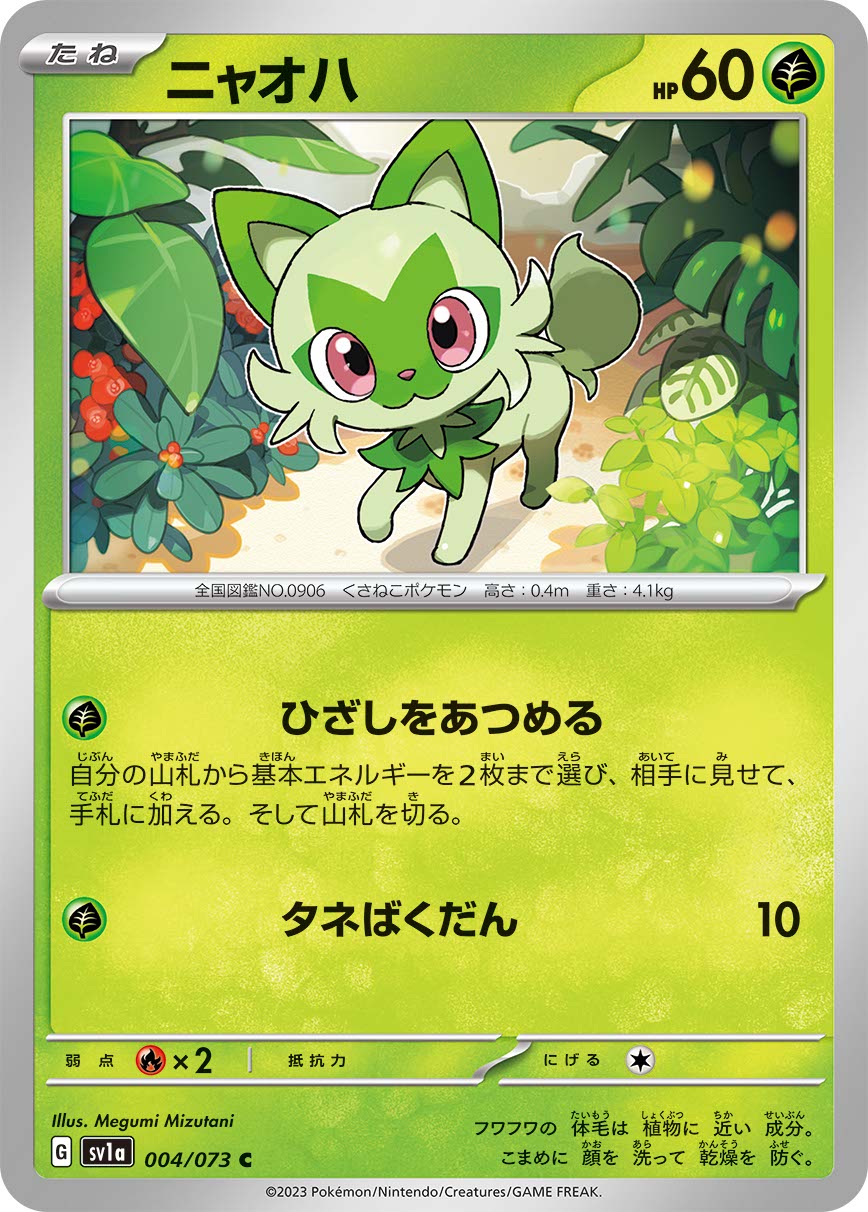 たね ニャオハ HP60
全国図鑑NO.0906 くさねこポケモン 高さ:0.4m 重さ:4.1kg
ひざしをあつめる
自分の山札から基本エネルギーを2枚まで選び、相手に見せて、
手札に加える。そして山札を切る。
タネばくだん 10
弱点 ×2 抵抗力 にげる
Illus. Megumi Mizutani
フワフワの 体毛は 植物に 近い 成分。
こまめに 顔を 洗って 乾燥を 防ぐ。
G sv1a 004/073 C
©2023 Pokémon/Nintendo/Creatures/GAME FREAK.